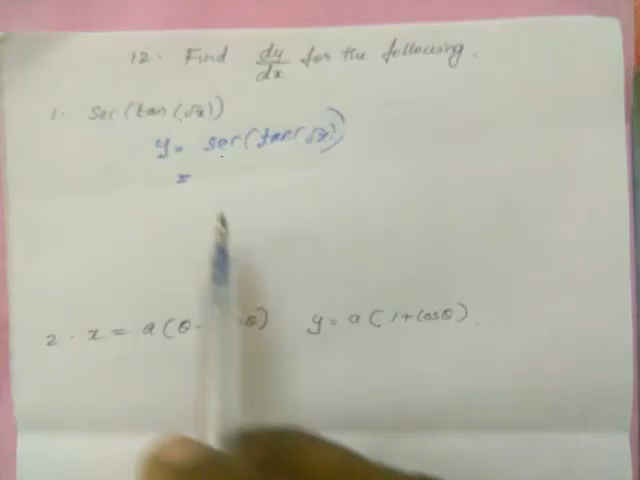 12. Find dy/dx for the following.
1. sec(tan(√x))
y = sec(tan(√x))
=
2. x = a(θ- θ) y = a(1+cosθ).